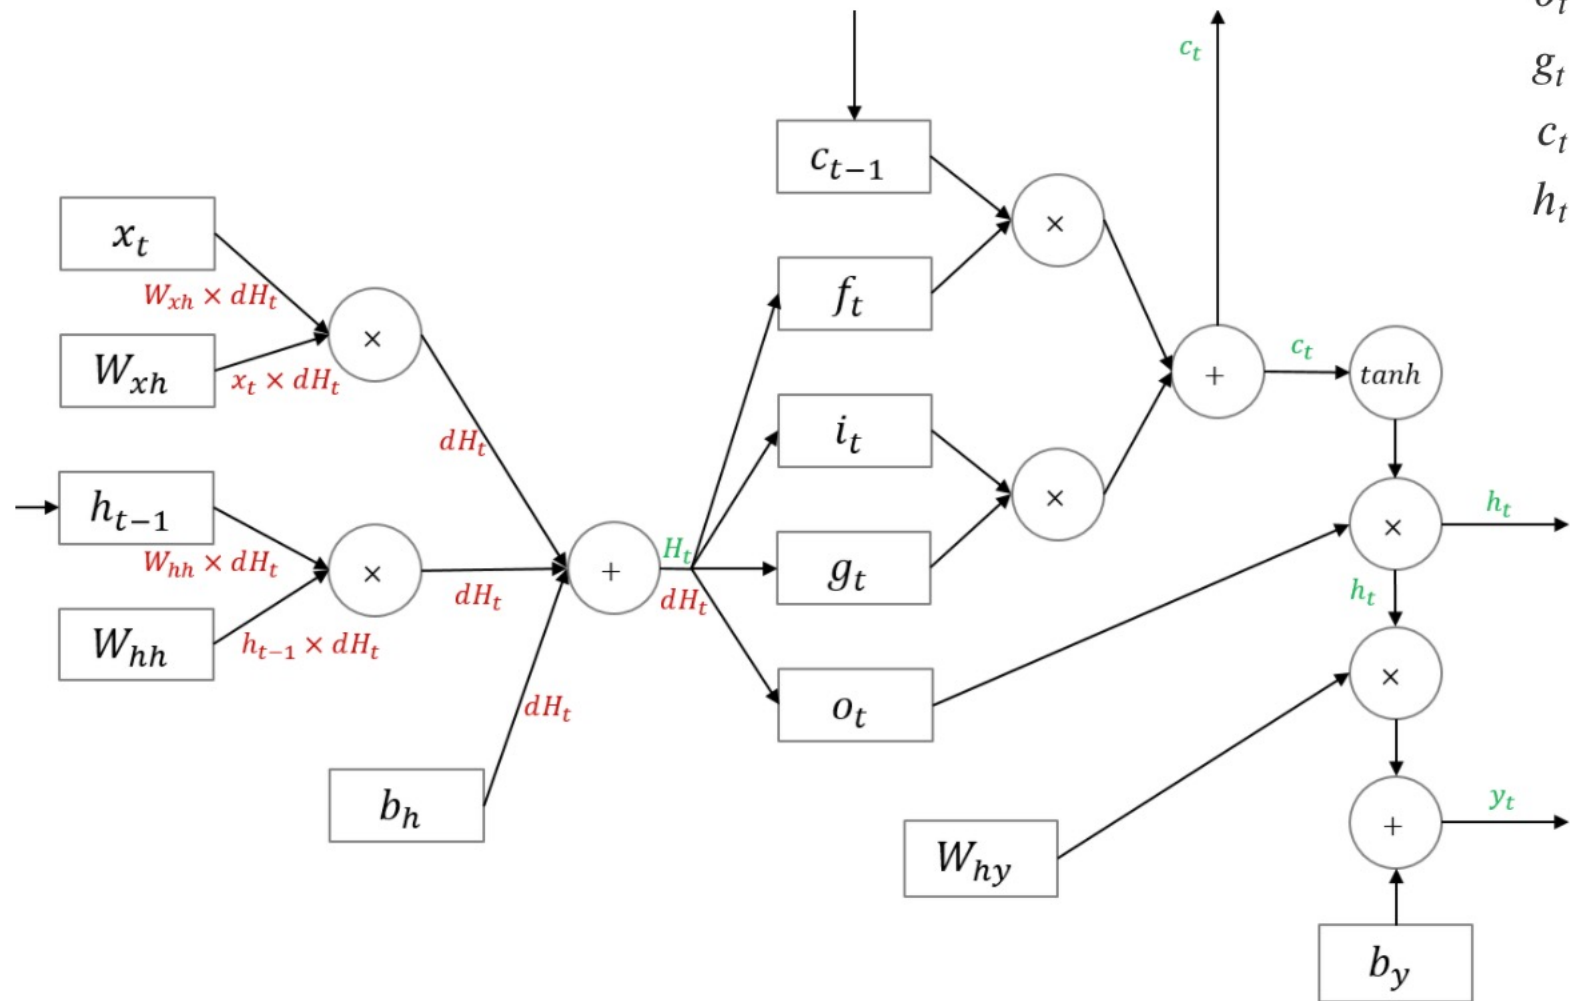 o_t
g_t
c_t
h_t
c_t
c_{t-1}
×
x_t
W_{xh} × dH_t
f_t
×
W_{xh}
x_t × dH_t
c_t
+
tanh
dH_t
i_t
×
h_{t-1}
W_{hh} × dH_t
h_t
×
H_t
×
dH_t
+
dH_t
g_t
h_t
W_{hh}
h_{t-1} × dH_t
dH_t
o_t
×
b_h
y_t
+
W_{hy}
b_y